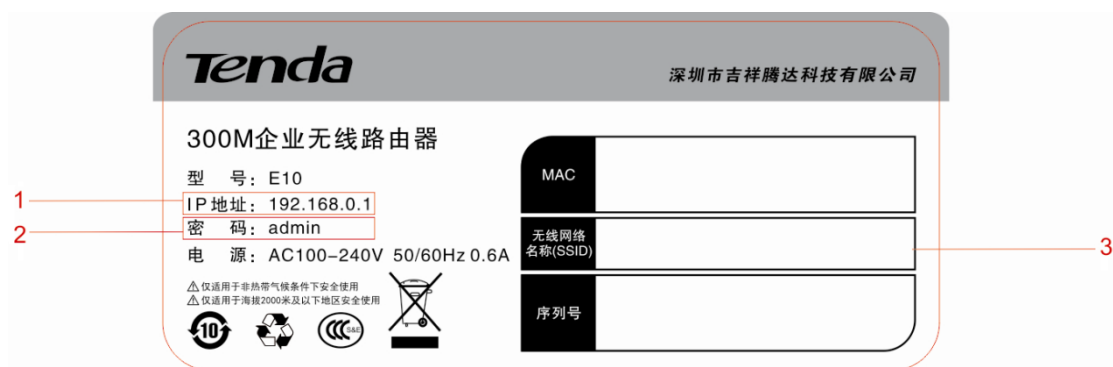 Tenda
深圳市吉祥腾达科技有限公司
300M企业无线路由器
型 号：E10
1
IP地址：192.168.0.1
2
密 码：admin
电 源：AC100-240V 50/60Hz 0.6A
仅适用于非热带气候条件下安全使用
仅适用于海拔2000米及以下地区安全使用
10
CCC S&E
MAC
无线网络
名称(SSID)
3
序列号